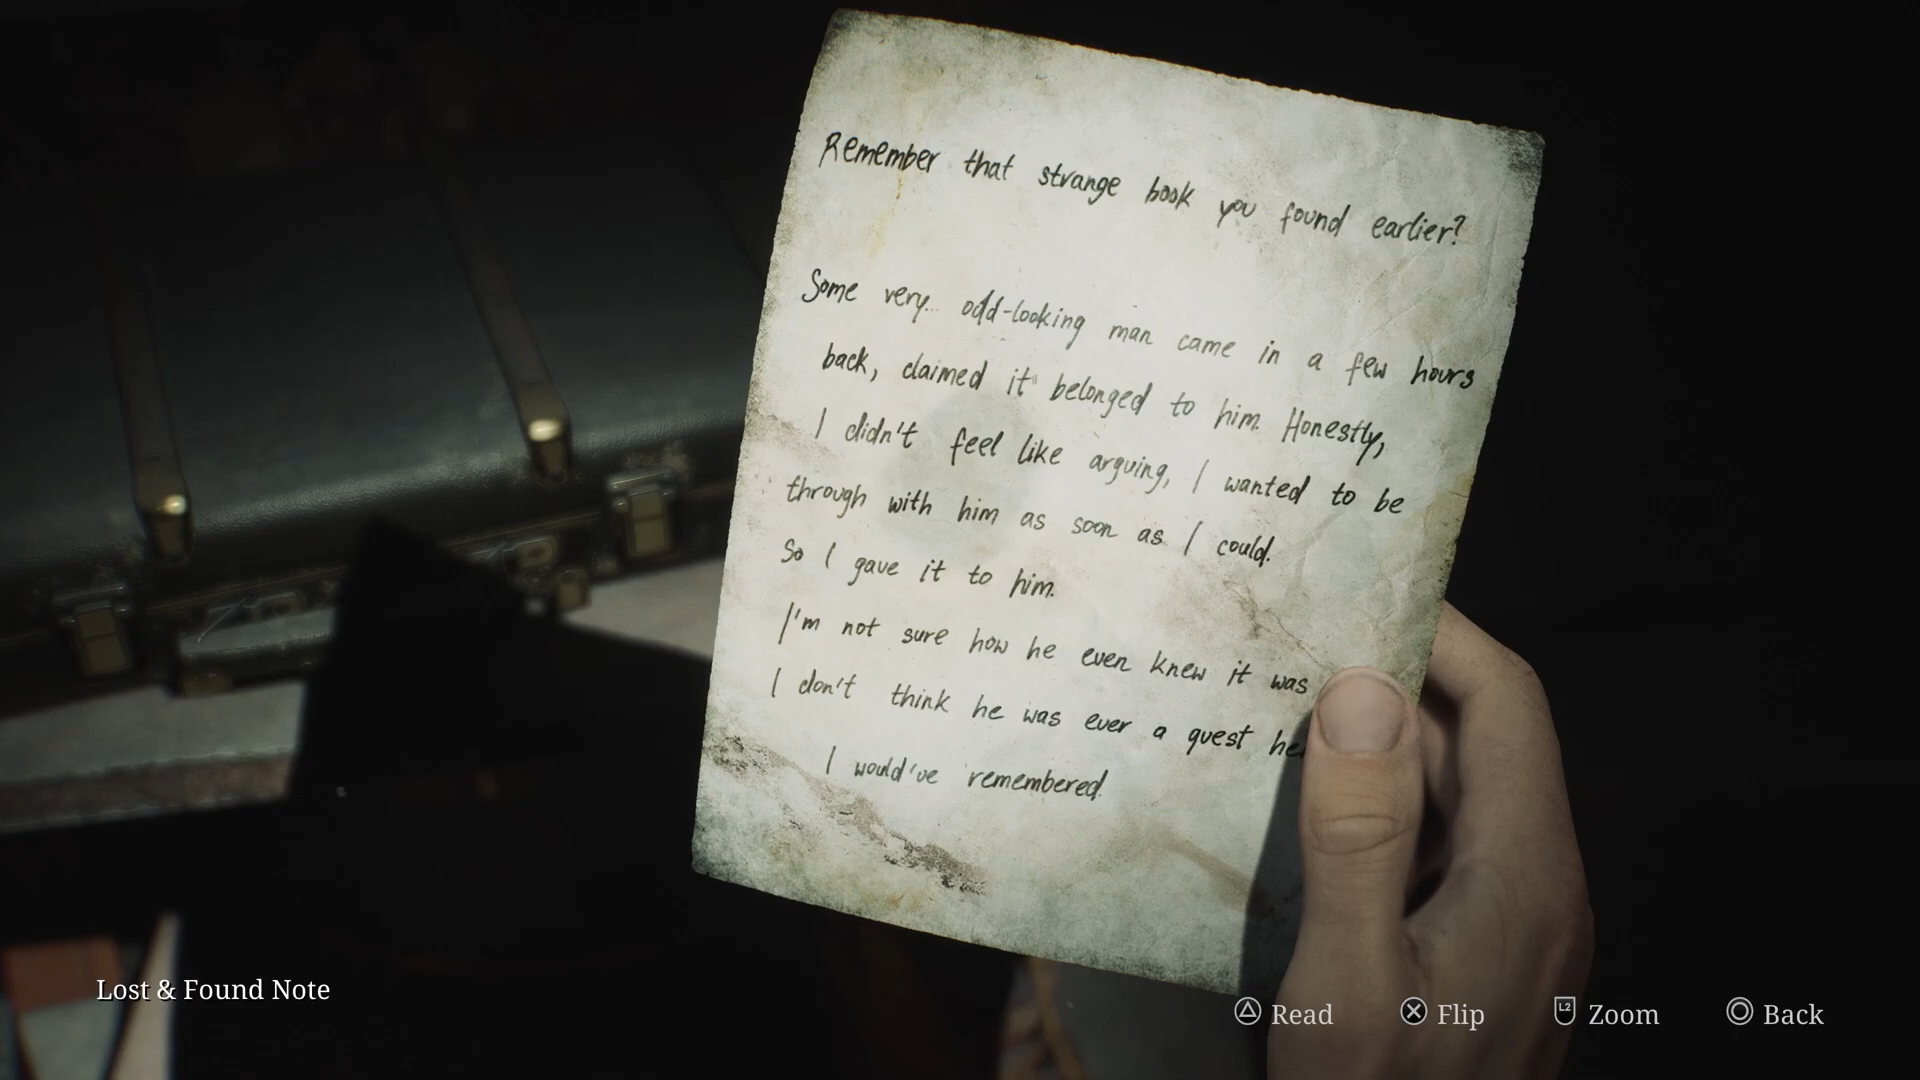 Remember that strange book you found earlier?
Some very... odd-looking man came in a few hours
back, claimed it belonged to him. Honestly,
I didn't feel like arguing, I wanted to be
through with him as soon as I could.
So I gave it to him.
I'm not sure how he even knew it was
I don't think he was ever a guest
I would've remembered.
Lost & Found Note
Read
Flip
L2 Zoom
Back